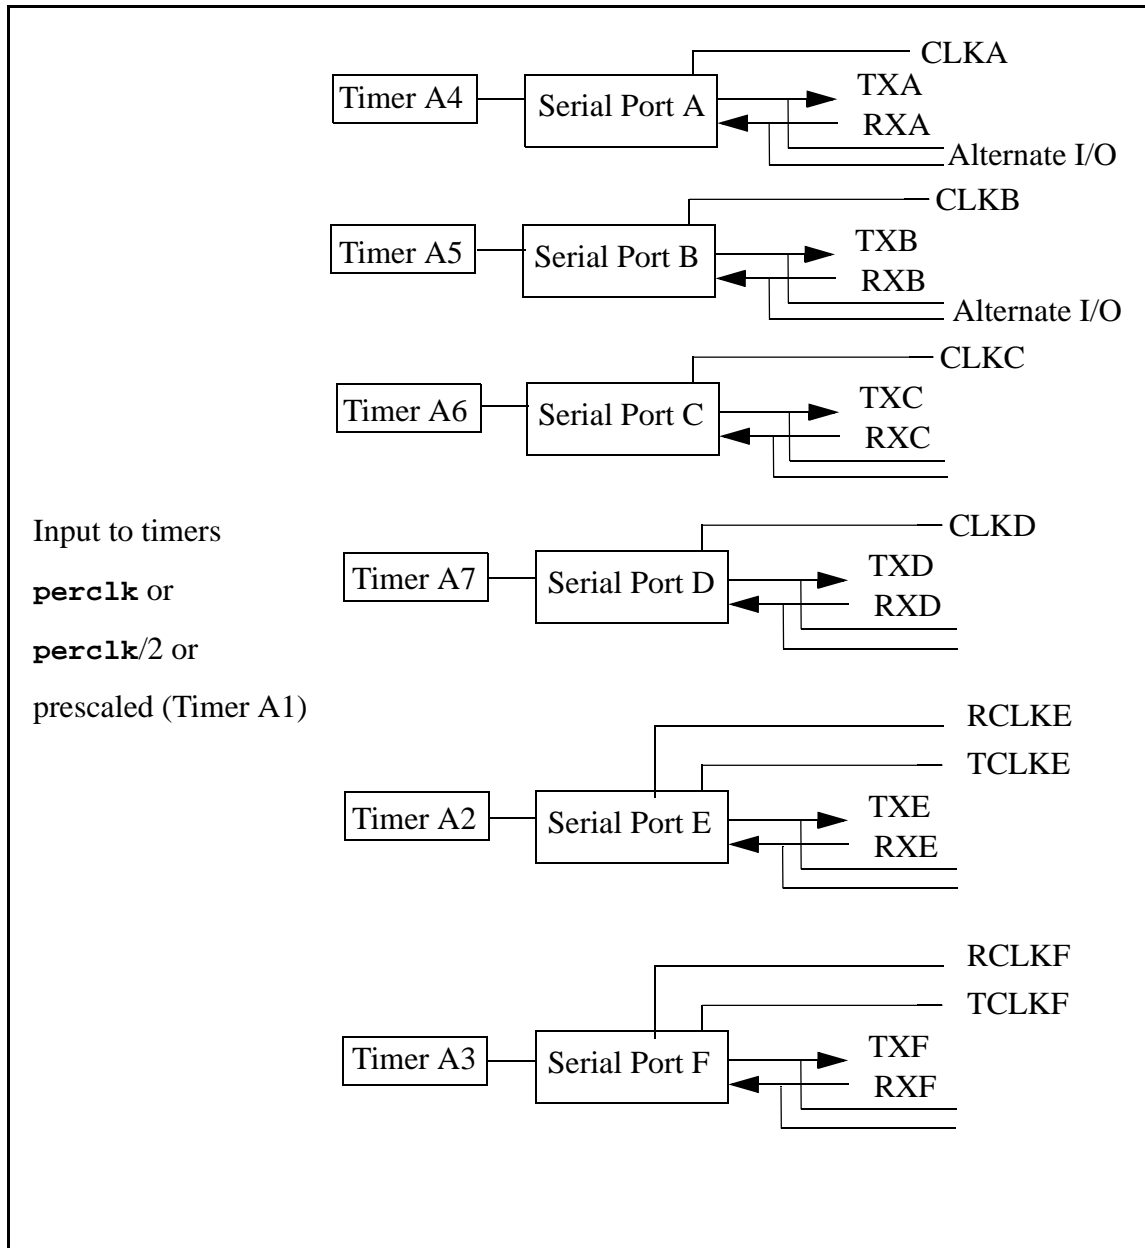 CLKA
Timer A4
Serial Port A
TXA
RXA
Alternate I/O
CLKB
Timer A5
Serial Port B
TXB
RXB
Alternate I/O
CLKC
Timer A6
Serial Port C
TXC
RXC
Input to timers
perclk or
perclk/2 or
prescaled (Timer A1)
CLKD
Timer A7
Serial Port D
TXD
RXD
RCLKE
TCLKE
Timer A2
Serial Port E
TXE
RXE
RCLKF
TCLKF
Timer A3
Serial Port F
TXF
RXF